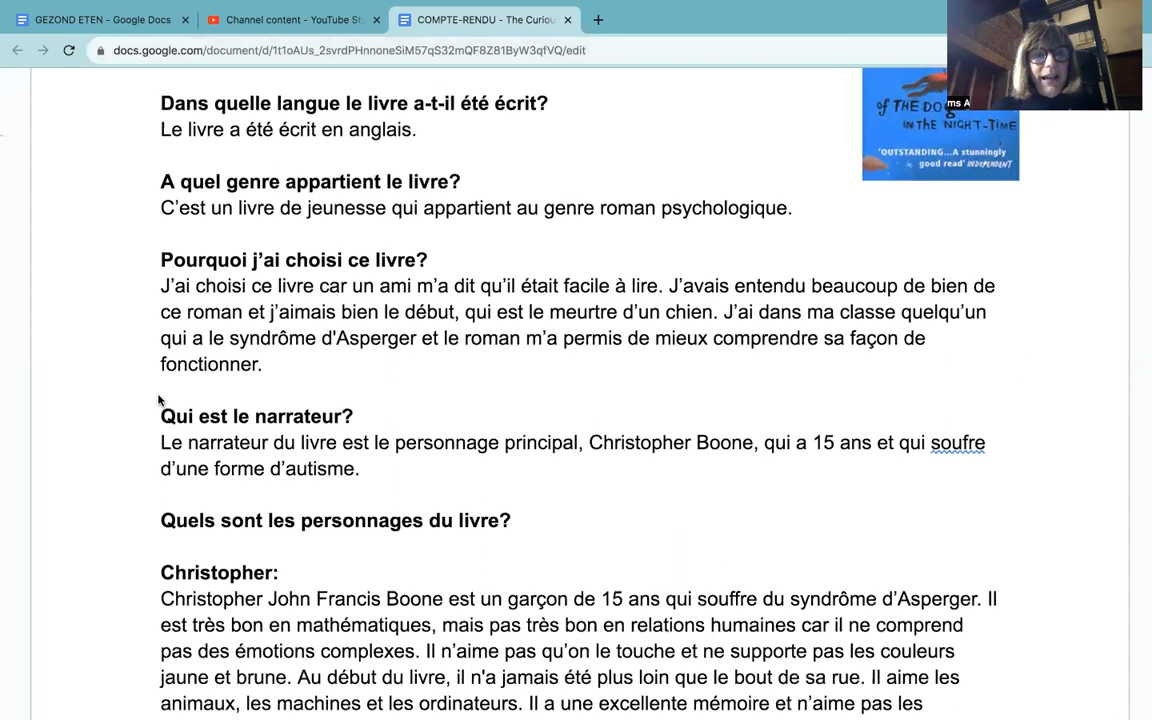 GEZOND ETEN - Google Docs
Channel content - YouTube St
COMPTE-RENDU - The Curiou
docs.google.com/document/d/1t1oAUs_2svrdPHnnoneSiM57qS32mQF8Z81ByW3qfVQ/edit
ms A
of THE DOG
IN THE NIGHT-TIME
'OUTSTANDING...A stunningly
good read' INDEPENDENT
Dans quelle langue le livre a-t-il été écrit?
Le livre a été écrit en anglais.
A quel genre appartient le livre?
C’est un livre de jeunesse qui appartient au genre roman psychologique.
Pourquoi j’ai choisi ce livre?
J’ai choisi ce livre car un ami m’a dit qu’il était facile à lire. J’avais entendu beaucoup de bien de
ce roman et j’aimais bien le début, qui est le meurtre d’un chien. J’ai dans ma classe quelqu’un
qui a le syndrôme d'Asperger et le roman m’a permis de mieux comprendre sa façon de
fonctionner.
Qui est le narrateur?
Le narrateur du livre est le personnage principal, Christopher Boone, qui a 15 ans et qui soufre
d’une forme d’autisme.
Quels sont les personnages du livre?
Christopher:
Christopher John Francis Boone est un garçon de 15 ans qui souffre du syndrôme d’Asperger. Il
est très bon en mathématiques, mais pas très bon en relations humaines car il ne comprend
pas des émotions complexes. Il n’aime pas qu’on le touche et ne supporte pas les couleurs
jaune et brune. Au début du livre, il n'a jamais été plus loin que le bout de sa rue. Il aime les
animaux, les machines et les ordinateurs. Il a une excellente mémoire et n’aime pas les